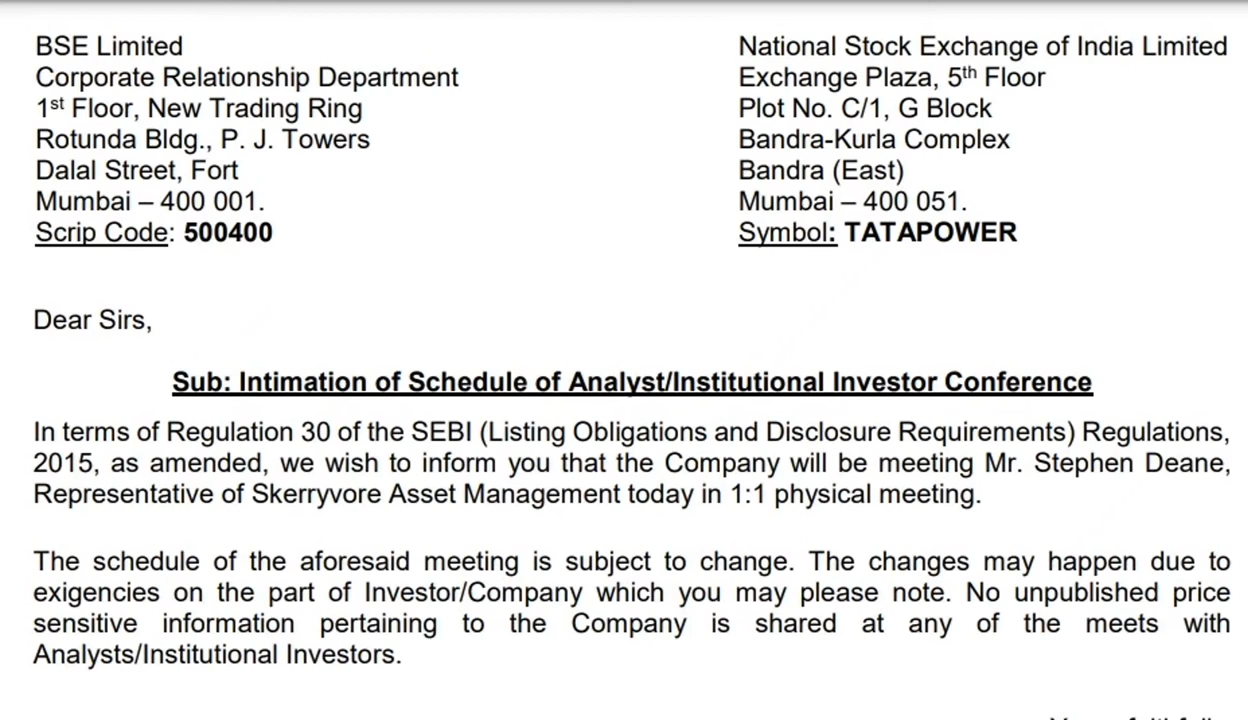 BSE Limited
Corporate Relationship Department
1st Floor, New Trading Ring
Rotunda Bldg., P. J. Towers
Dalal Street, Fort
Mumbai – 400 001.
Scrip Code: 500400
National Stock Exchange of India Limited
Exchange Plaza, 5th Floor
Plot No. C/1, G Block
Bandra-Kurla Complex
Bandra (East)
Mumbai – 400 051.
Symbol: TATAPOWER
Dear Sirs,
Sub: Intimation of Schedule of Analyst/Institutional Investor Conference
In terms of Regulation 30 of the SEBI (Listing Obligations and Disclosure Requirements) Regulations,
2015, as amended, we wish to inform you that the Company will be meeting Mr. Stephen Deane,
Representative of Skerryvore Asset Management today in 1:1 physical meeting.
The schedule of the aforesaid meeting is subject to change. The changes may happen due to
exigencies on the part of Investor/Company which you may please note. No unpublished price
sensitive information pertaining to the Company is shared at any of the meets with
Analysts/Institutional Investors.